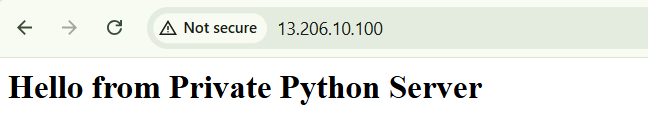 Not secure 13.206.10.100
Hello from Private Python Server